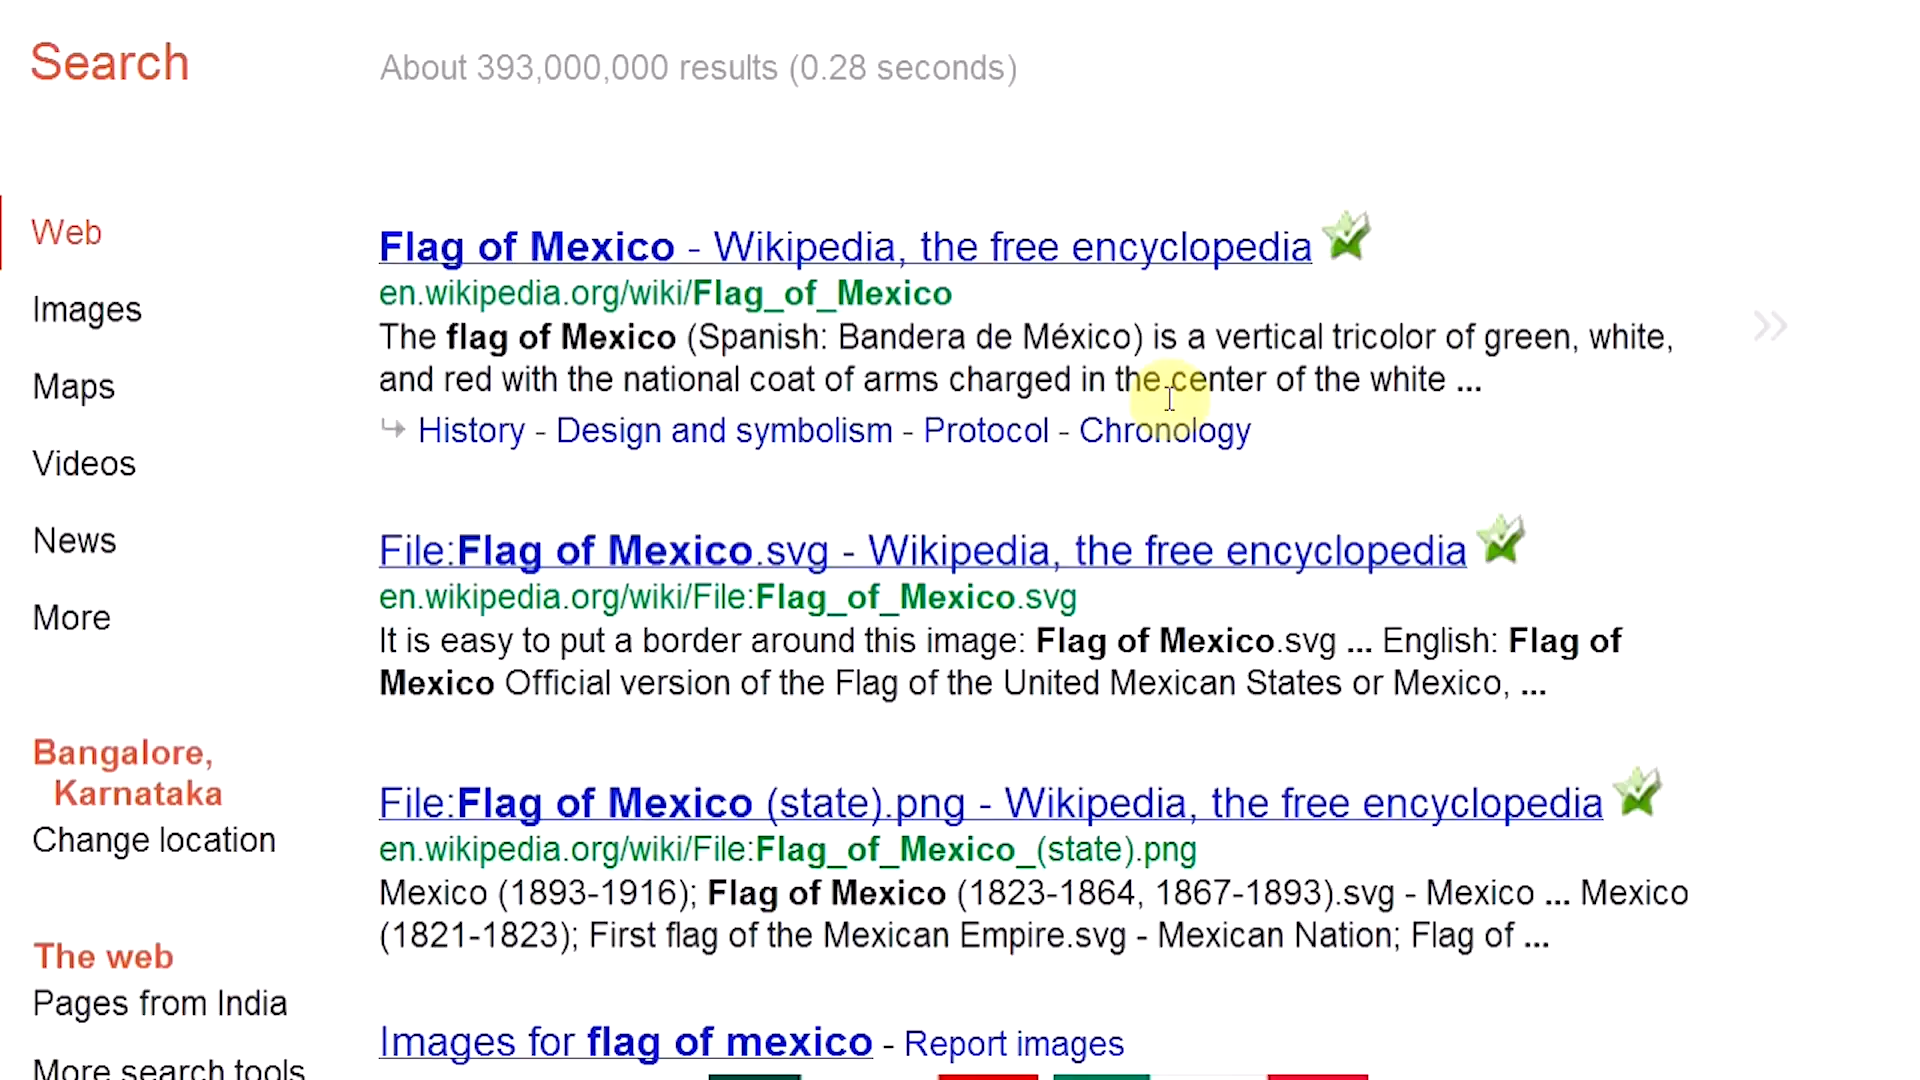 Search
About 393,000,000 results (0.28 seconds)
Web
Images
Maps
Videos
News
More
Bangalore,
Karnataka
Change location
The web
Pages from India
More search tools
Flag of Mexico - Wikipedia, the free encyclopedia
en.wikipedia.org/wiki/Flag_of_Mexico
The flag of Mexico (Spanish: Bandera de México) is a vertical tricolor of green, white,
and red with the national coat of arms charged in the center of the white ...
History - Design and symbolism - Protocol - Chronology
File:Flag of Mexico.svg - Wikipedia, the free encyclopedia
en.wikipedia.org/wiki/File:Flag_of_Mexico.svg
It is easy to put a border around this image: Flag of Mexico.svg ... English: Flag of
Mexico Official version of the Flag of the United Mexican States or Mexico, ...
File:Flag of Mexico (state).png - Wikipedia, the free encyclopedia
en.wikipedia.org/wiki/File:Flag_of_Mexico_(state).png
Mexico (1893-1916); Flag of Mexico (1823-1864, 1867-1893).svg - Mexico ... Mexico
(1821-1823); First flag of the Mexican Empire.svg - Mexican Nation; Flag of ...
Images for flag of mexico - Report images